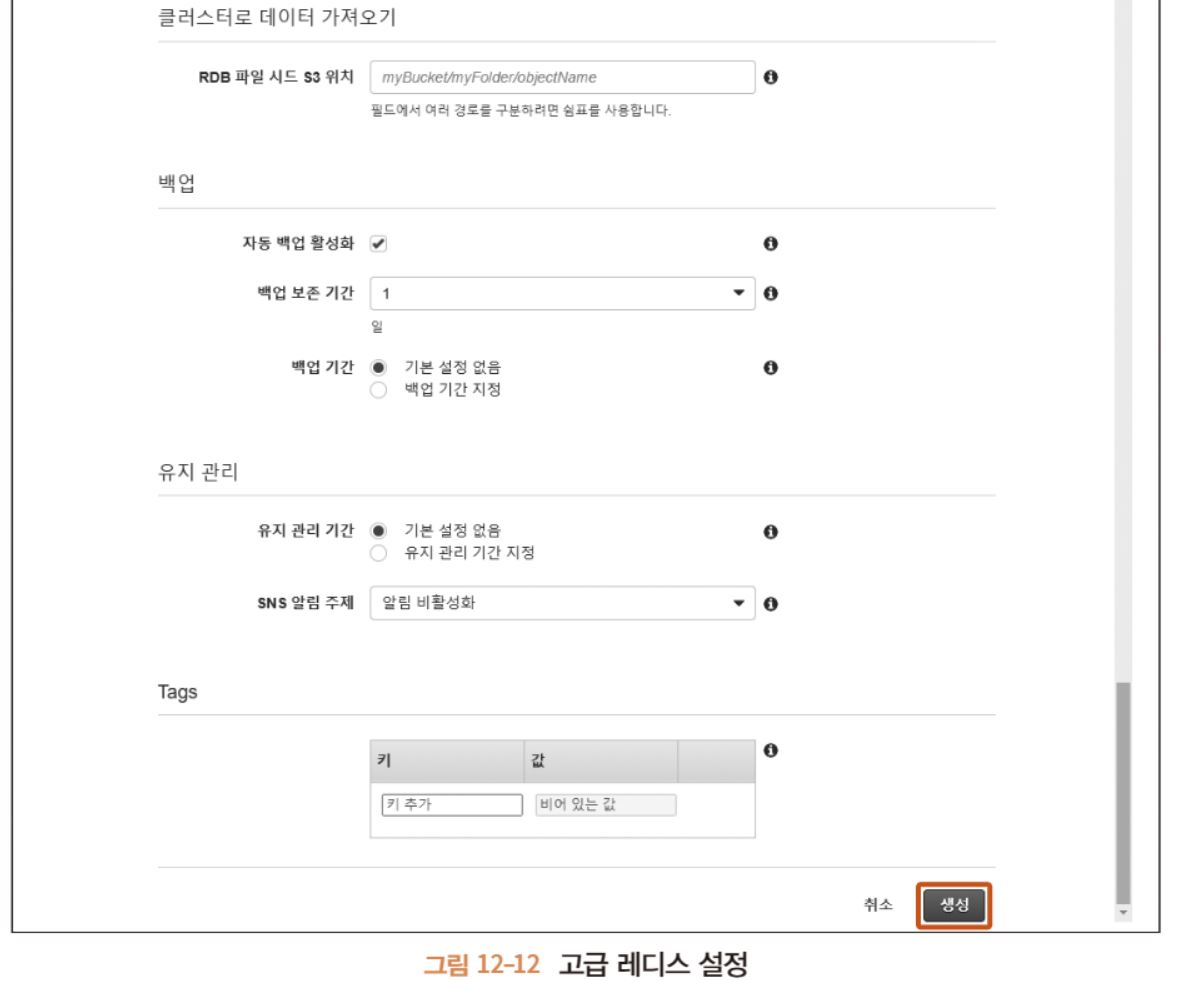 클러스터로 데이터 가져오기
RDB 파일 시드 S3 위치 myBucket/myFolder/objectName
필드에서 여러 경로를 구분하려면 쉼표를 사용합니다.
백업
자동 백업 활성화
백업 보존 기간 1
일
백업 기간 기본 설정 없음
백업 기간 지정
유지 관리
유지 관리 기간 기본 설정 없음
유지 관리 기간 지정
SNS 알림 주제 알림 비활성화
Tags
키 값
키 추가 비어 있는 값
취소 생성
그림 12-12 고급 레디스 설정